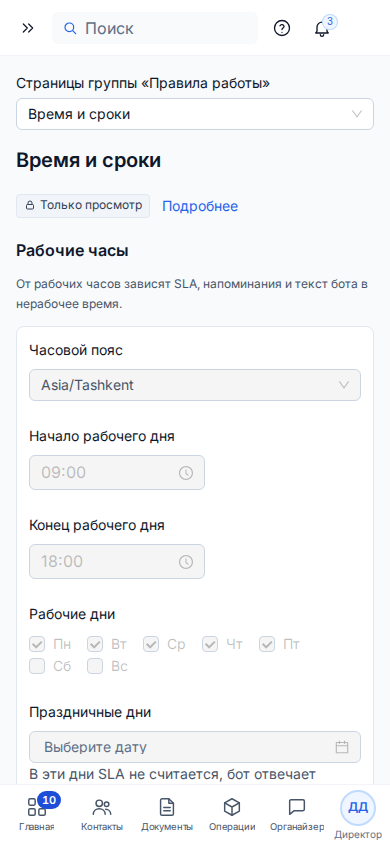 Поиск
3
Страницы группы «Правила работы»
Время и сроки
Время и сроки
Только просмотр
Подробнее
Рабочие часы
От рабочих часов зависят SLA, напоминания и текст бота в
нерабочее время.
Часовой пояс
Asia/Tashkent
Начало рабочего дня
09:00
Конец рабочего дня
18:00
Рабочие дни
Пн Вт Ср Чт Пт
Сб Вс
Праздничные дни
Выберите дату
В эти дни SLA не считается, бот отвечает
10
ДД
Главная Контакты Документы Операции Органайзер
Директор